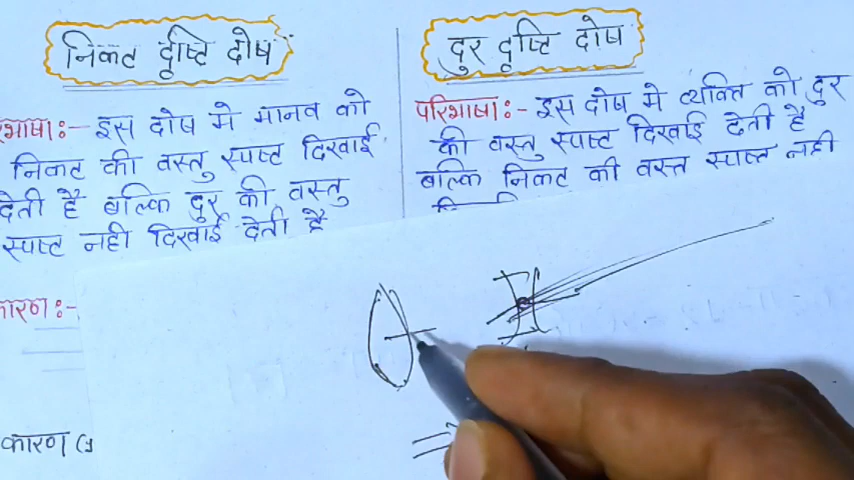 निकट दृष्टि दोष
रभाषा:- इस दोष मे मानव को
निकट की वस्तु स्पष्ट दिखाई
देती है बल्कि दुर की वस्तु
स्पष्ट नही दिखाई देती है
कारण:-
कारण
दुर दृष्टि दोष
परिभाषा:- इस दोष मे व्यक्ति को दुर
की वस्तु स्पष्ट दिखाई देती है
बल्कि निकट की वस्त स्पष्ट नही